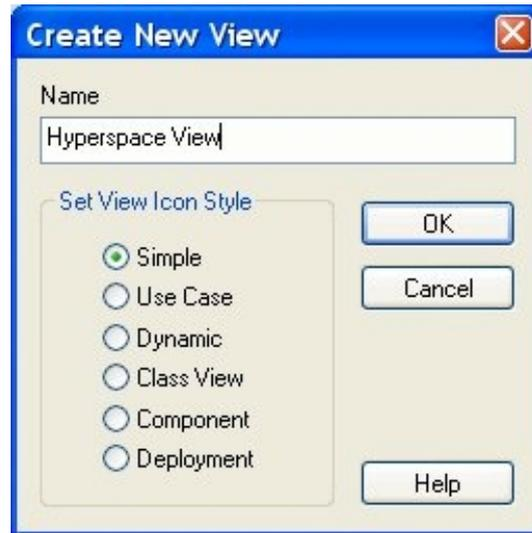 Create New View
Name
Hyperspace View
Set View Icon Style
Simple
Use Case
Dynamic
Class View
Component
Deployment
OK
Cancel
Help